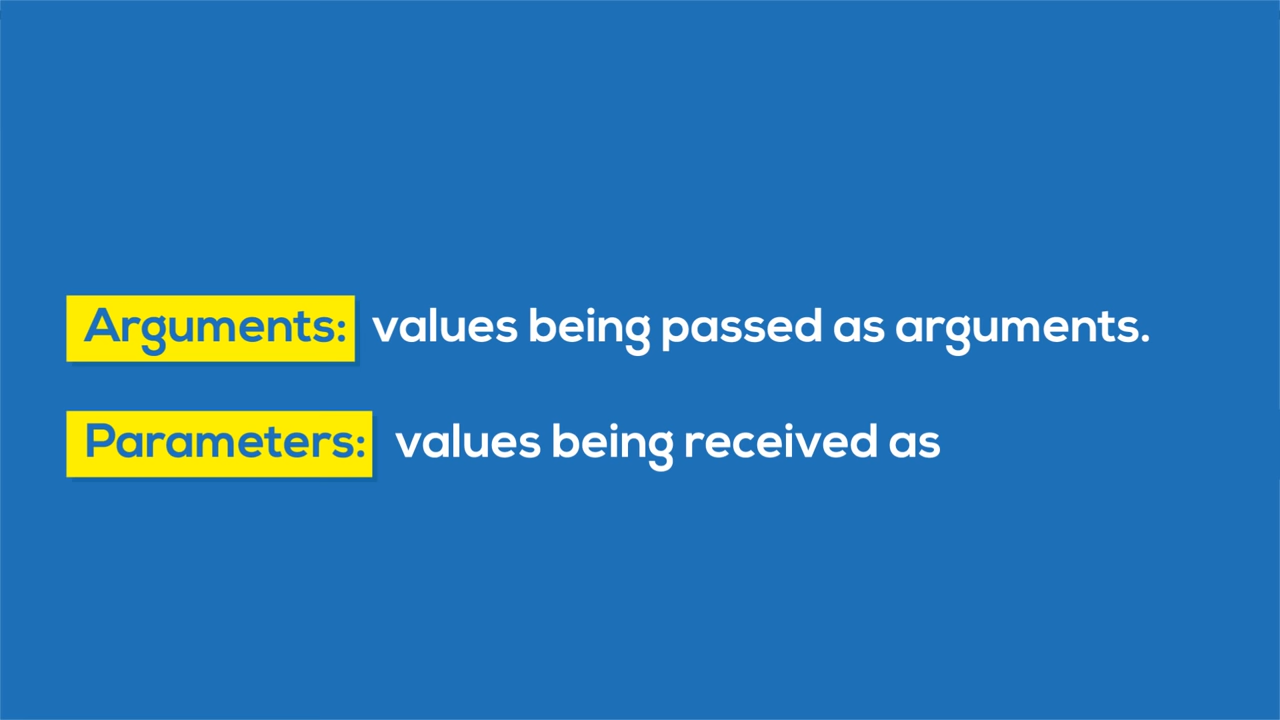 Arguments: values being passed as arguments.
Parameters: values being received as